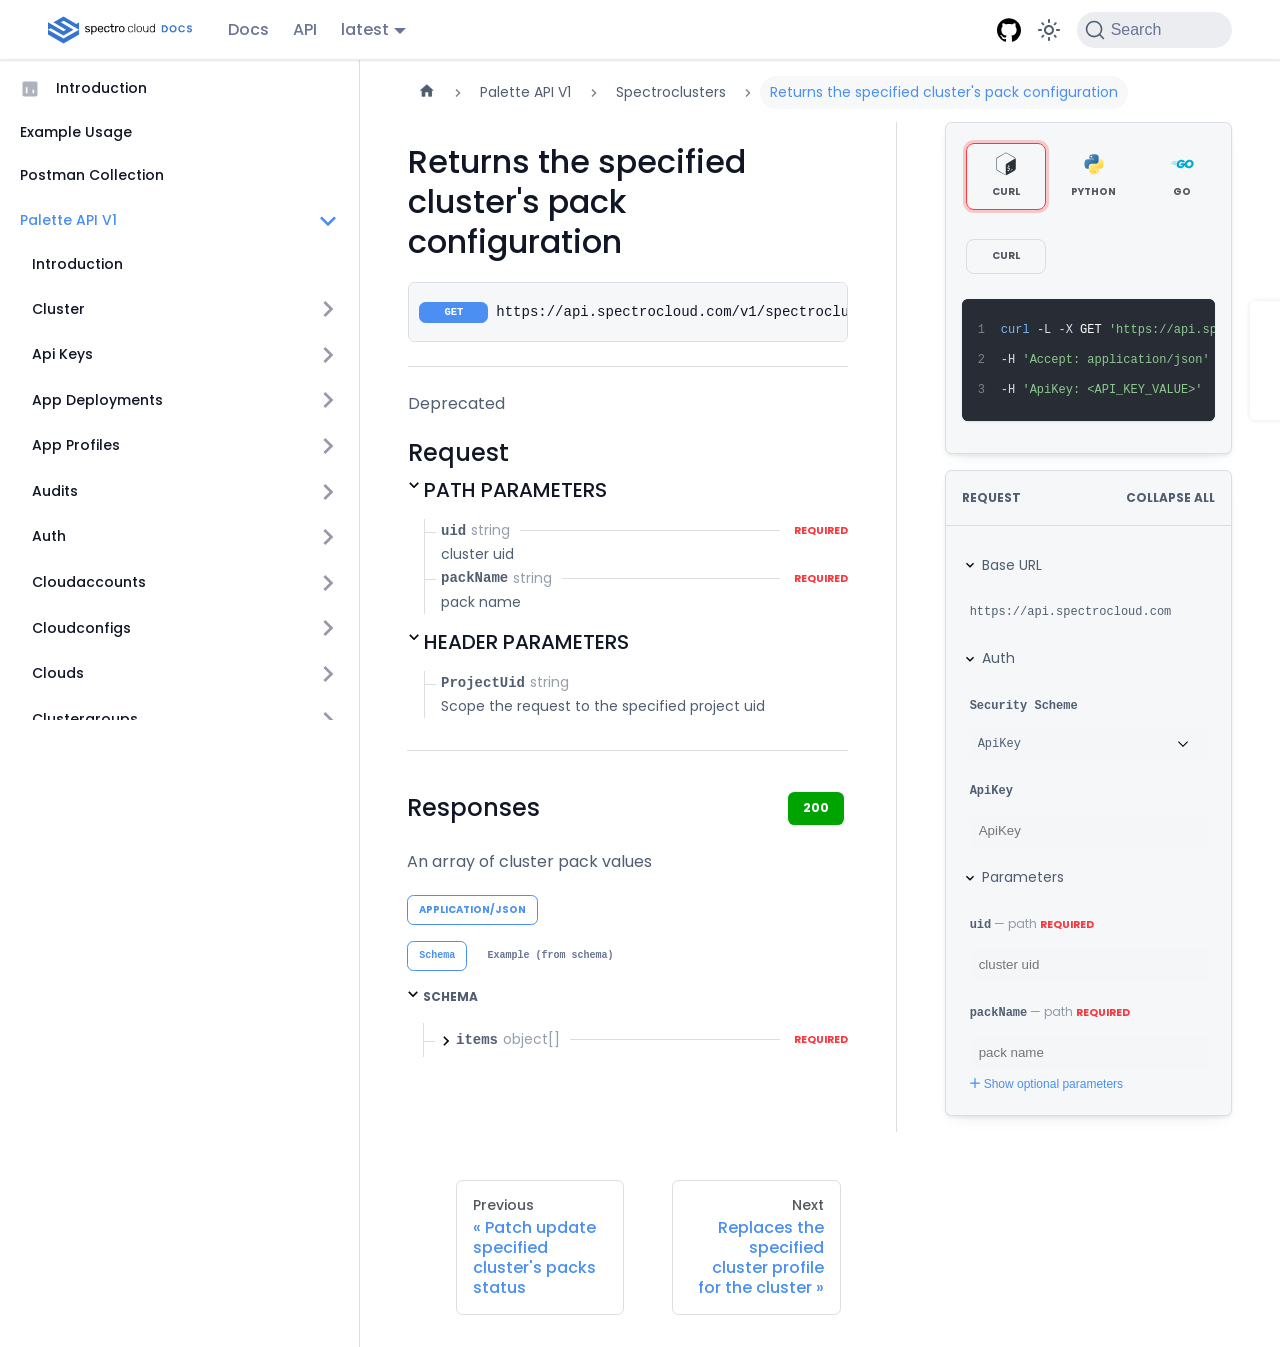 spectro cloud DOCS
Docs
API
latest
Search
Introduction
Example Usage
Postman Collection
Palette API V1
Introduction
Cluster
Api Keys
App Deployments
App Profiles
Audits
Auth
Cloudaccounts
Cloudconfigs
Clouds
Clustergroups
Palette API V1
Spectroclusters
Returns the specified cluster's pack configuration
Returns the specified
cluster's pack
configuration
GET https://api.spectrocloud.com/v1/spectroclu
Deprecated
Request
PATH PARAMETERS
uid string REQUIRED
cluster uid
packName string REQUIRED
pack name
HEADER PARAMETERS
ProjectUid string
Scope the request to the specified project uid
Responses
200
An array of cluster pack values
APPLICATION/JSON
Schema
Example (from schema)
SCHEMA
items object[] REQUIRED
CURL
PYTHON
GO
CURL
1 curl -L -X GET 'https://api.sp
2 -H 'Accept: application/json'
3 -H 'ApiKey: <API_KEY_VALUE>'
REQUEST
COLLAPSE ALL
Base URL
https://api.spectrocloud.com
Auth
Security Scheme
ApiKey
ApiKey
ApiKey
Parameters
uid — path REQUIRED
cluster uid
packName — path REQUIRED
pack name
Show optional parameters
Previous
« Patch update
specified
cluster's packs
status
Next
Replaces the
specified
cluster profile
for the cluster »